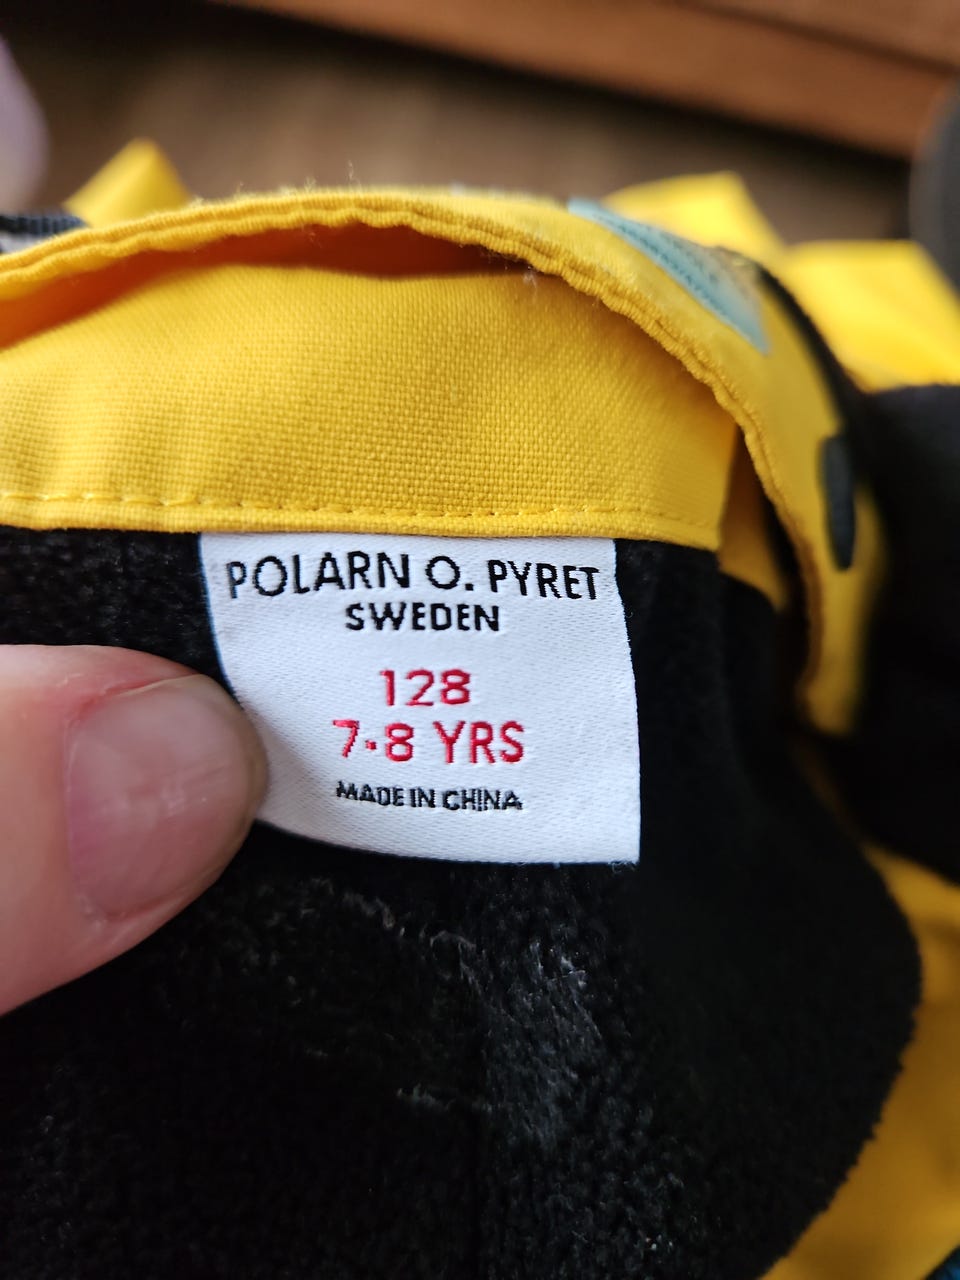 POLARN O. PYRET
SWEDEN
128
7-8 YRS
MADE IN CHINA